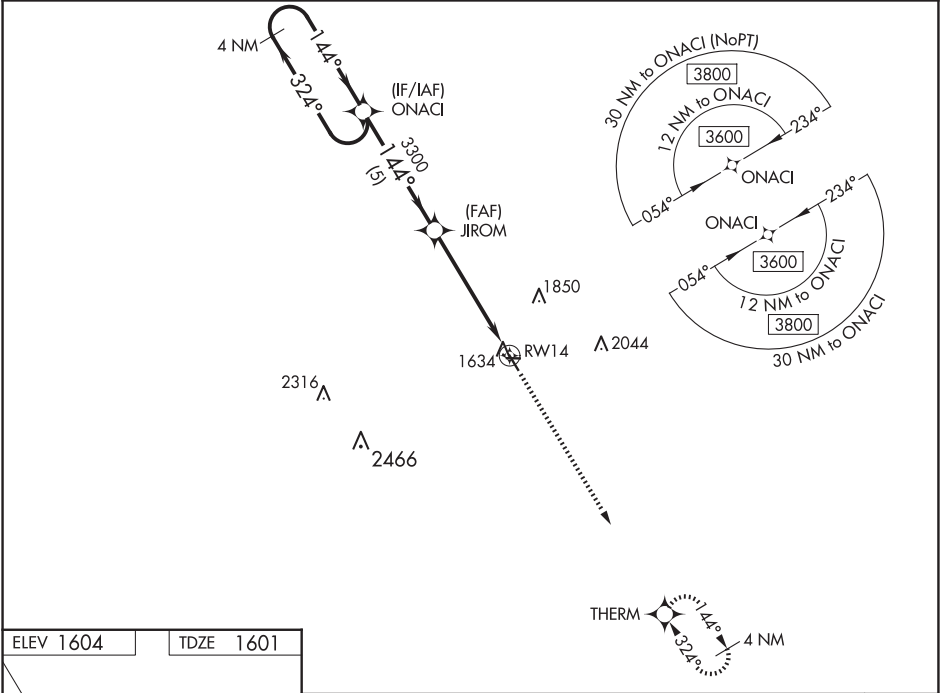 4 NM
144°
324°
(IF/IAF)
ONACI
3300
144°
(5)
(FAF)
JIROM
30 NM to ONACI (NoPT)
3800
12 NM to ONACI
3600
234°
054°
ONACI
ONACI
234°
054°
3600
12 NM to ONACI
3800
30 NM to ONACI
1850
1634
RW14
2044
2316
2466
THERM
144°
324°
4 NM
ELEV 1604
TDZE 1601